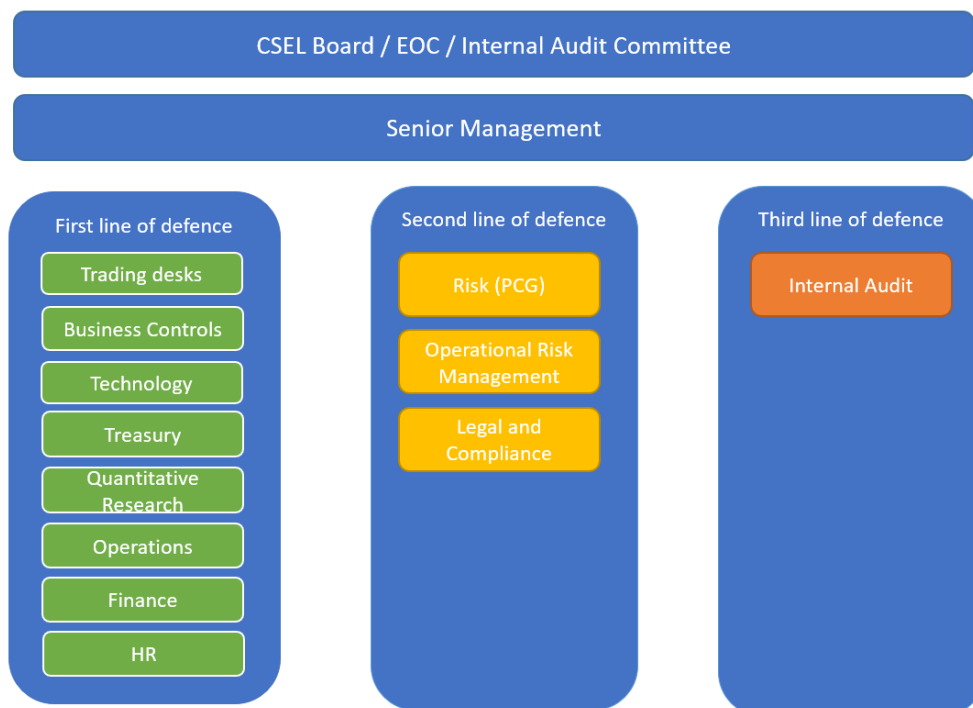 CSEL Board / EOC / Internal Audit Committee
Senior Management
First line of defence
Trading desks
Business Controls
Technology
Treasury
Quantitative
Research
Operations
Finance
HR
Second line of defence
Risk (PCG)
Operational Risk
Management
Legal and
Compliance
Third line of defence
Internal Audit